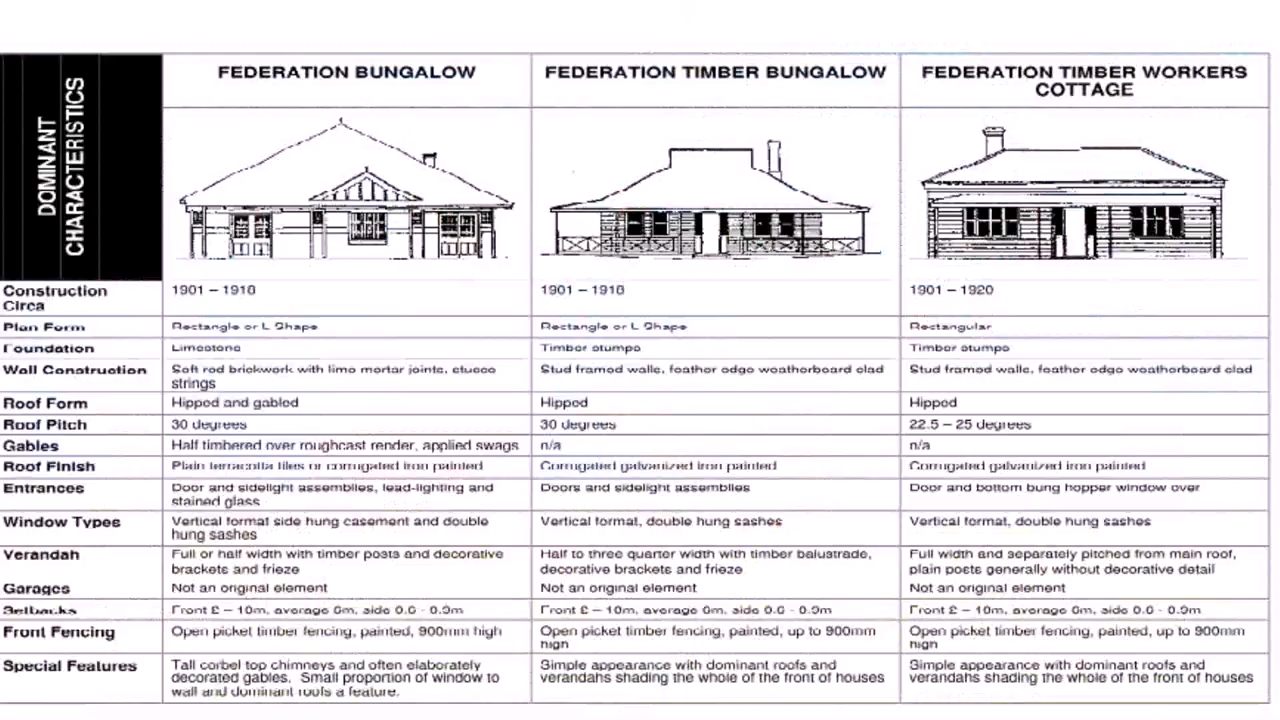 DOMINANT
CHARACTERISTICS
FEDERATION BUNGALOW
FEDERATION TIMBER BUNGALOW
FEDERATION TIMBER WORKERS
COTTAGE
Construction
Circa
1901 – 1910
1901 – 1910
1901 – 1920
Plan Form
Rectangle or L Shape
Rectangle or L Shape
Rectangular
Foundation
Limestone
Timber stumps
Timber stumps
Wall Construction
Soft red brickwork with lime mortar joints, stucco
strings
Stud framed walls, feather edge weatherboard clad
Stud framed walls, feather edge weatherboard clad
Roof Form
Hipped and gabled
Hipped
Hipped
Roof Pitch
30 degrees
30 degrees
22.5 – 25 degrees
Gables
Half timbered over roughcast render, applied swags
n/a
n/a
Roof Finish
Plain terracotta tiles or corrugated iron painted
Corrugated galvanized iron painted
Corrugated galvanized iron painted
Entrances
Door and sidelight assemblies, lead-lighting and
stained glass
Doors and sidelight assemblies
Door and bottom bung hopper window over
Window Types
Vertical format side hung casement and double
hung sashes
Vertical format, double hung sashes
Vertical format, double hung sashes
Verandah
Full or half width with timber posts and decorative
brackets and frieze
Half to three quarter width with timber balustrade,
decorative brackets and frieze
Full width and separately pitched from main roof,
plain posts generally without decorative detail
Garages
Not an original element
Not an original element
Not an original element
Setbacks
Front – 10m, average side
Front – 10m, average side
Front – 10m, average side
Front Fencing
Open picket timber fencing, painted, 900mm high
Open picket timber fencing, painted, up to 900mm
high
Open picket timber fencing, painted, up to 900mm
high
Special Features
Tall corbel top chimneys and often elaborately
decorated gables. Small proportion of window to
wall and dominant roofs a feature.
Simple appearance with dominant roofs and
verandahs shading the whole of the front of houses
Simple appearance with dominant roofs and
verandahs shading the whole of the front of houses